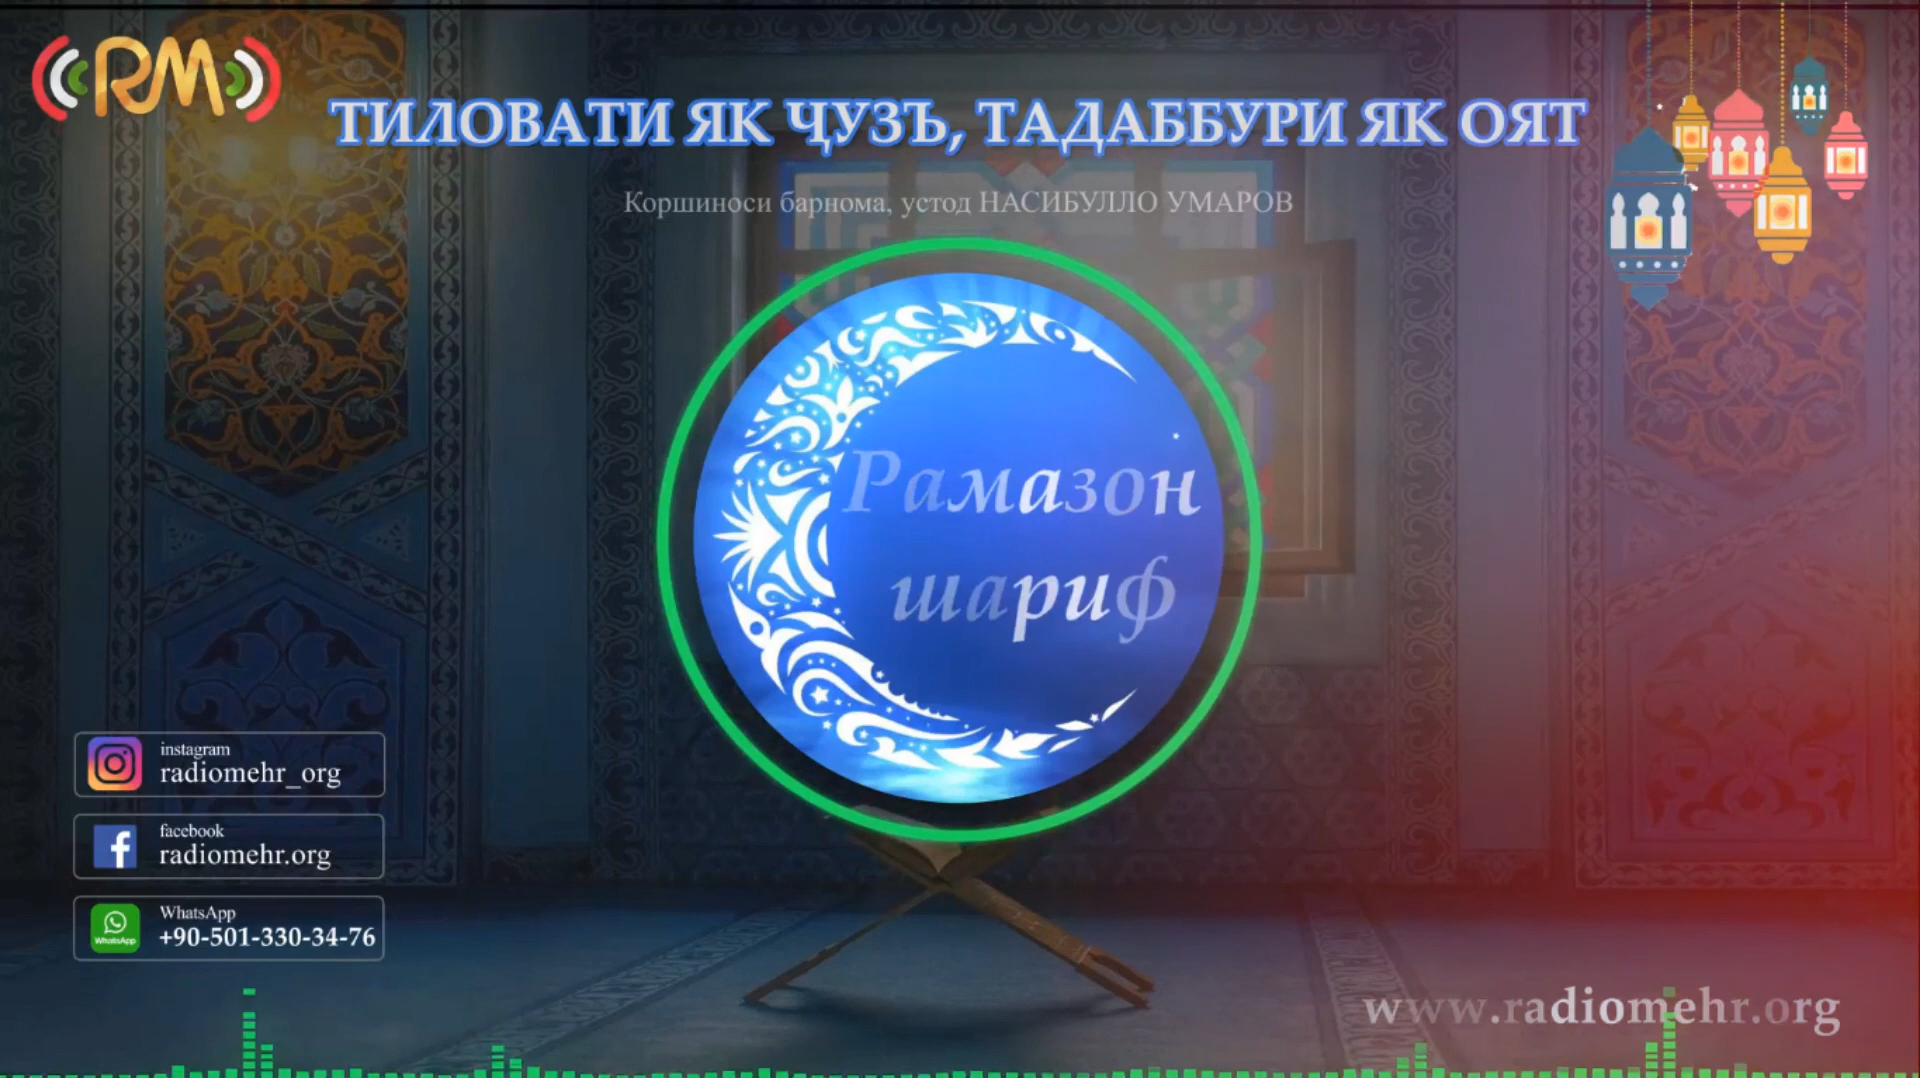 RM
ТИЛОВАТИ ЯК ҶУЗЪ, ТАДАББУРИ ЯК ОЯТ
Коршиноси барнома, устод НАСИБУЛЛО УМАРОВ
Рамазон
шариф
instagram
radiomehr_org
facebook
radiomehr.org
WhatsApp
WhatsApp
+90-501-330-34-76
www.radiomehr.org